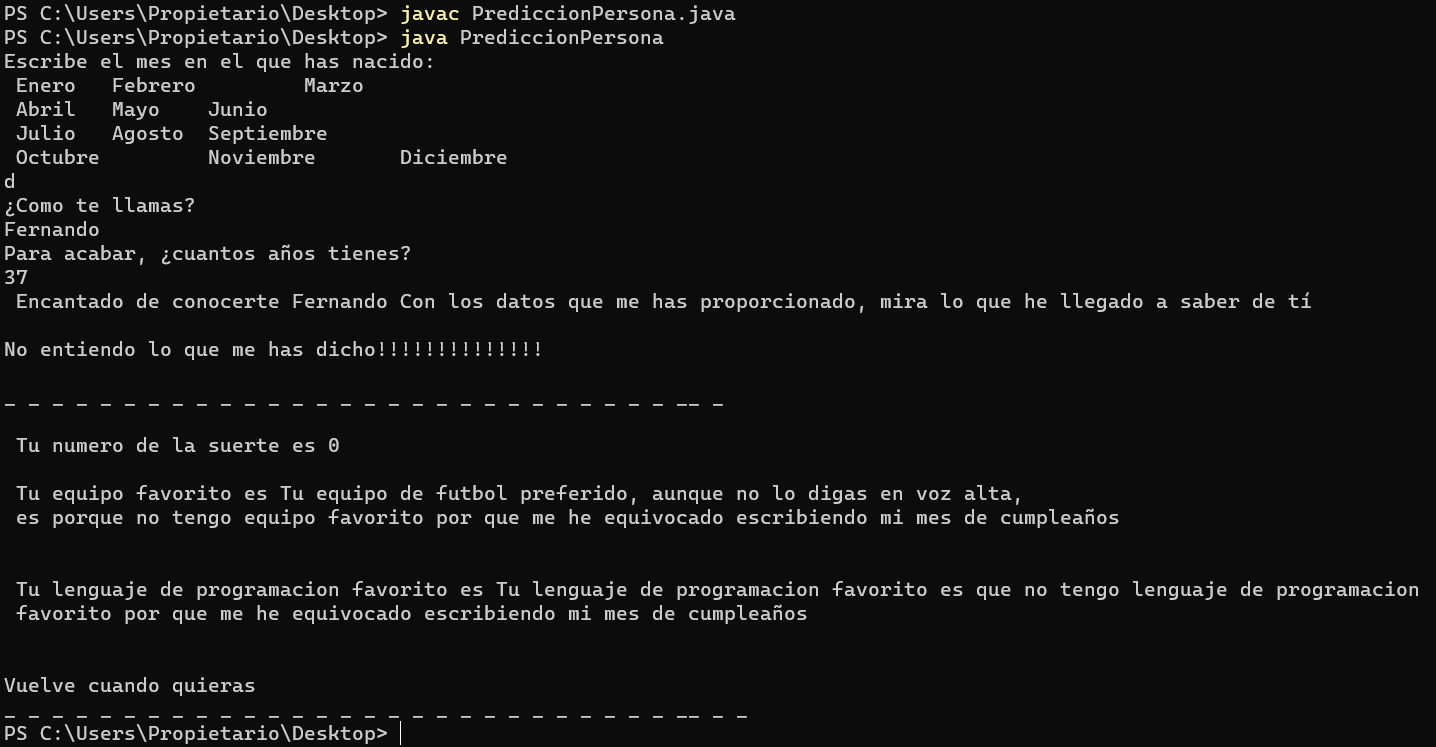 PS C:\Users\Propietario\Desktop> javac PrediccionPersona.java
PS C:\Users\Propietario\Desktop> java PrediccionPersona
Escribe el mes en el que has nacido:
 Enero   Febrero         Marzo
 Abril   Mayo    Junio
 Julio   Agosto  Septiembre
 Octubre         Noviembre       Diciembre
d
¿Como te llamas?
Fernando
Para acabar, ¿cuantos años tienes?
37
 Encantado de conocerte Fernando Con los datos que me has proporcionado, mira lo que he llegado a saber de tí
No entiendo lo que me has dicho!!!!!!!!!!!!!!
_ _ _ _ _ _ _ _ _ _ _ _ _ _ _ _ _ _ _ _ _ _ _ _ _ _ _ _ __ _
 Tu numero de la suerte es 0
 Tu equipo favorito es Tu equipo de futbol preferido, aunque no lo digas en voz alta,
 es porque no tengo equipo favorito por que me he equivocado escribiendo mi mes de cumpleaños
 Tu lenguaje de programacion favorito es Tu lenguaje de programacion favorito es que no tengo lenguaje de programacion
 favorito por que me he equivocado escribiendo mi mes de cumpleaños
Vuelve cuando quieras
_ _ _ _ _ _ _ _ _ _ _ _ _ _ _ _ _ _ _ _ _ _ _ _ _ _ _ _ __ _ _
PS C:\Users\Propietario\Desktop>